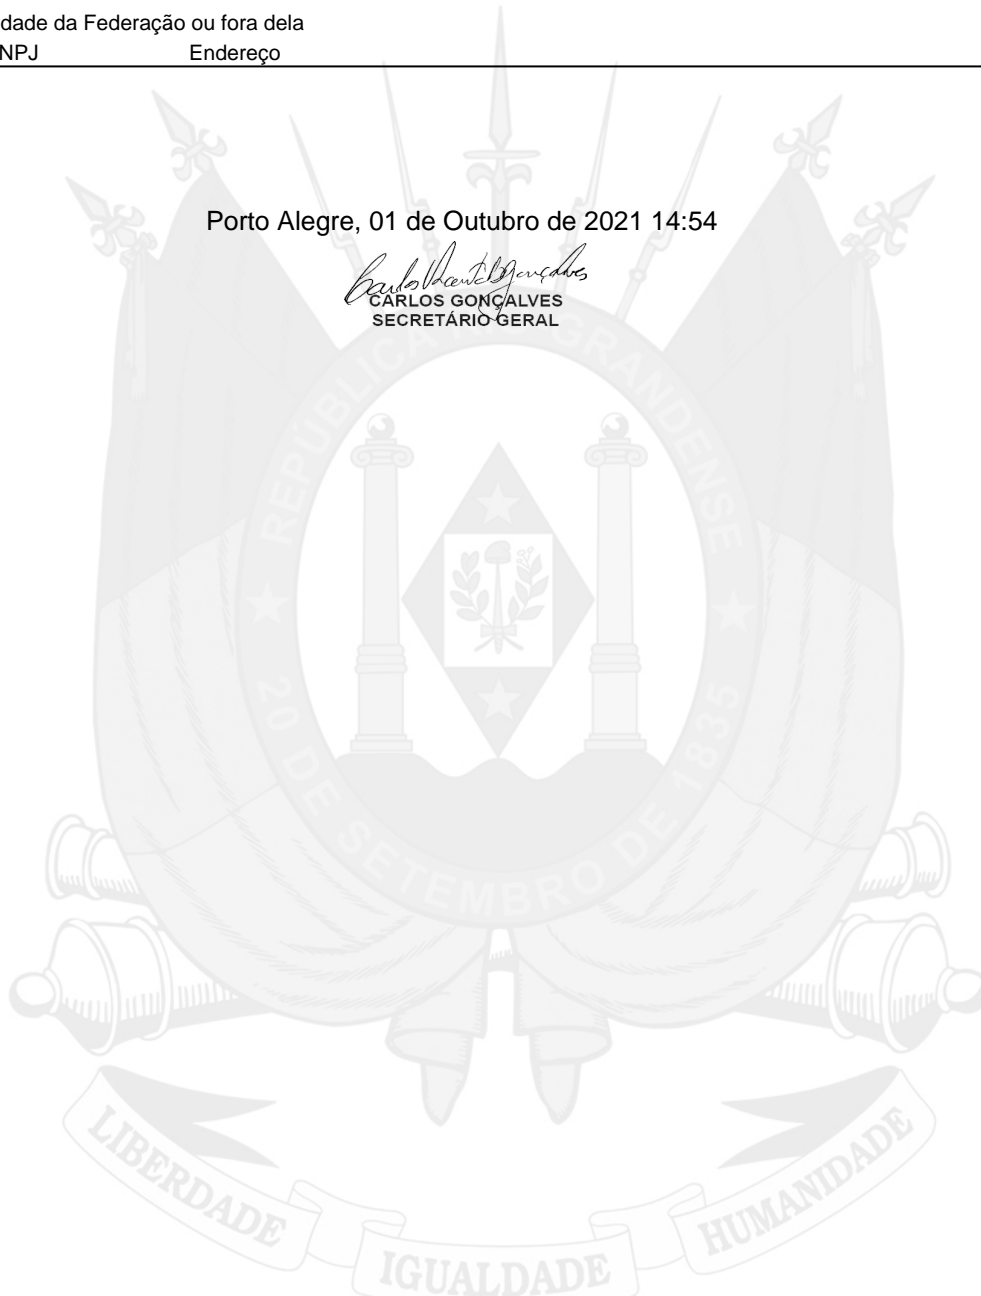 dade da Federação ou fora dela
NPJ Endereço
Porto Alegre, 01 de Outubro de 2021 14:54
CARLOS GONÇALVES
SECRETÁRIO GERAL
REPÚBLICA RIO GRANDENSE
20 DE SETEMBRO DE 1835
LIBERDADE IGUALDADE HUMANIDADE